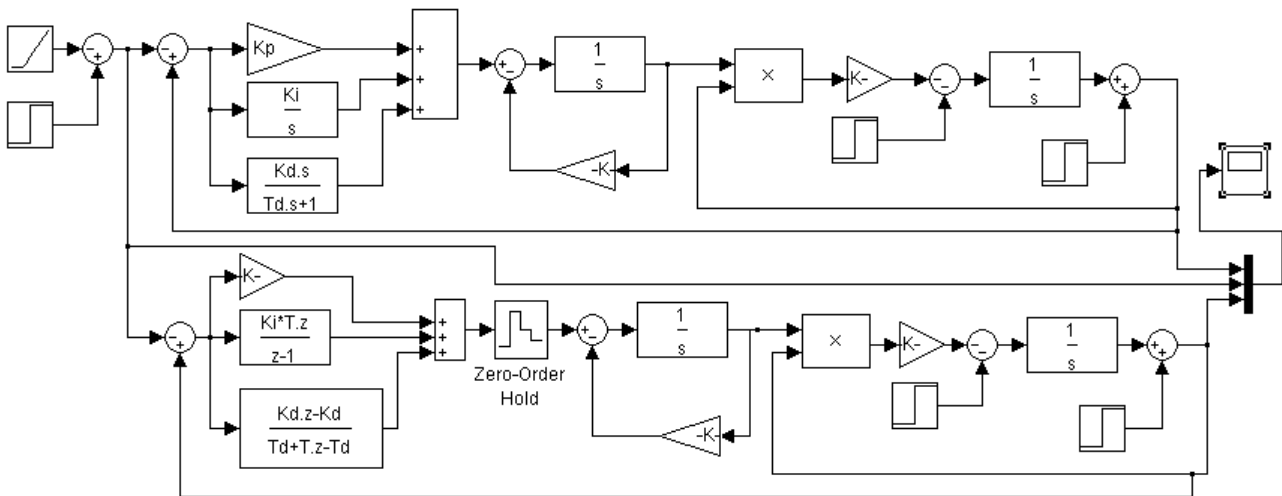 - +
- +
Kp
+
+
+
Ki
s
Kd.s
Td.s+1
+ -
1
s
-K-
×
K-
- -
1
s
+ +
K-
Ki*T.z
z-1
Kd.z-Kd
Td+T.z-Td
- +
+
+
+
Zero-Order
Hold
+ -
1
s
-K-
×
K-
- -
1
s
+ +